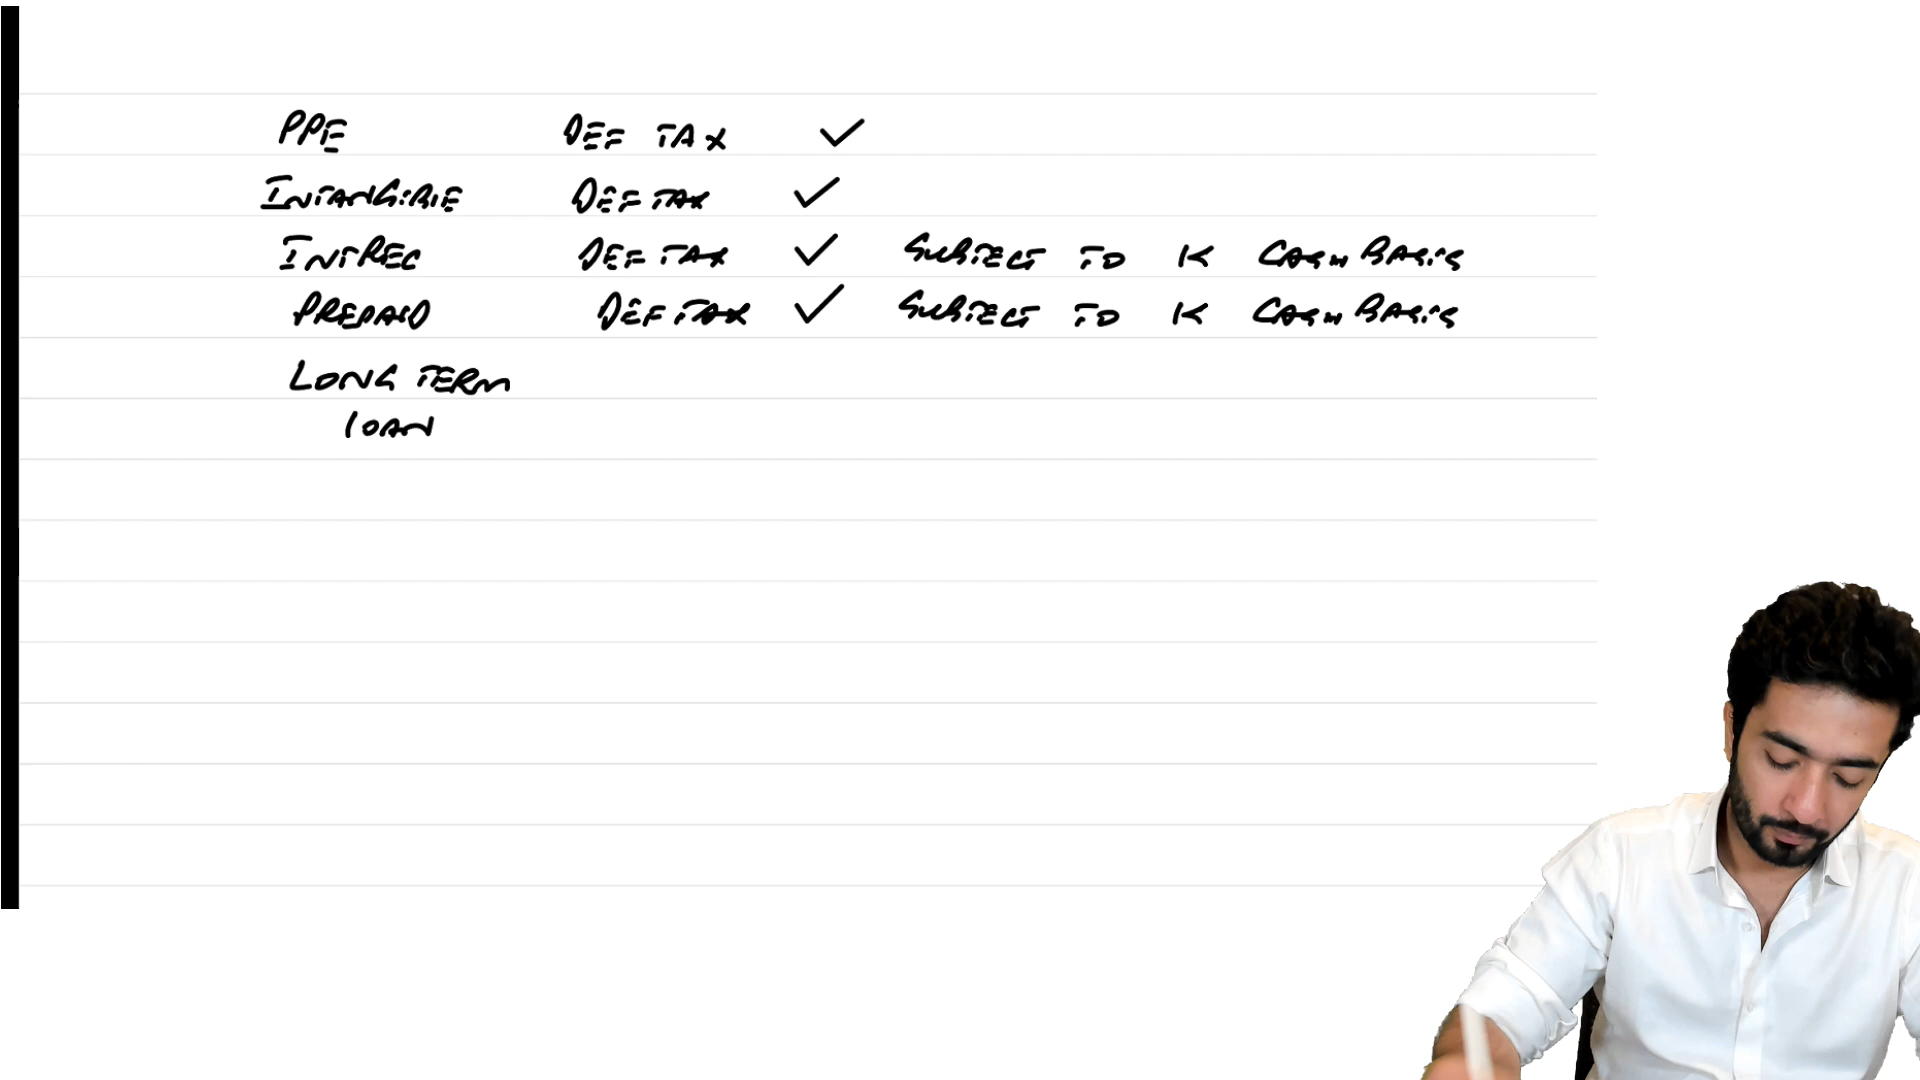 PPE DEF TAX ✓
INTANGIBLE DEF TAX ✓
INT REC DEF TAX ✓ SUBJECT TO K CASH BASIS
PREPAID DEF TAX ✓ SUBJECT TO K CASH BASIS
LONG TERM
LOAN